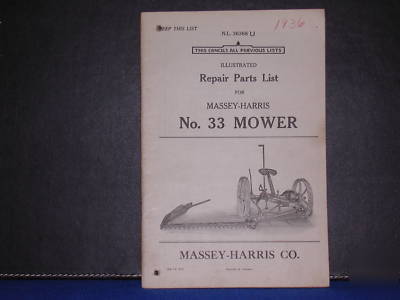 KEEP THIS LIST
N.L. 36366 U
1936
THIS CANCELS ALL PREVIOUS LISTS
ILLUSTRATED
Repair Parts List
FOR
MASSEY-HARRIS
No. 33 MOWER
MASSEY-HARRIS CO.